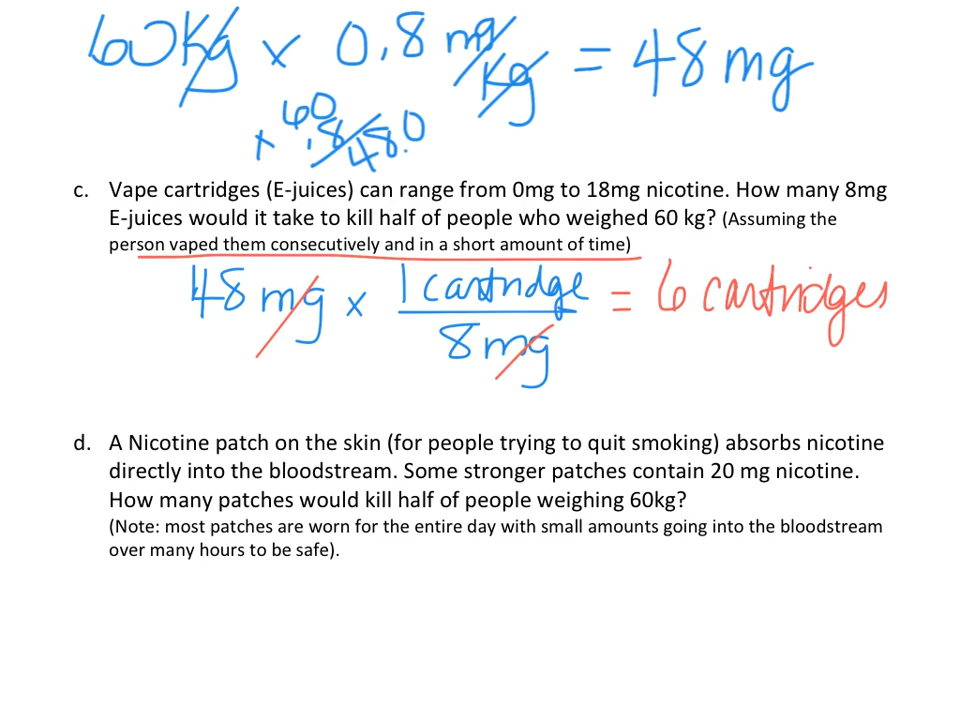 60Kg x 0.8 mg/Kg = 48 mg
60
x .8 48.0
c. Vape cartridges (E-juices) can range from 0mg to 18mg nicotine. How many 8mg
E-juices would it take to kill half of people who weighed 60 kg? (Assuming the
person vaped them consecutively and in a short amount of time)
48 mg x 1 cartridge = 6 cartridges
8 mg
d. A Nicotine patch on the skin (for people trying to quit smoking) absorbs nicotine
directly into the bloodstream. Some stronger patches contain 20 mg nicotine.
How many patches would kill half of people weighing 60kg?
(Note: most patches are worn for the entire day with small amounts going into the bloodstream
over many hours to be safe).